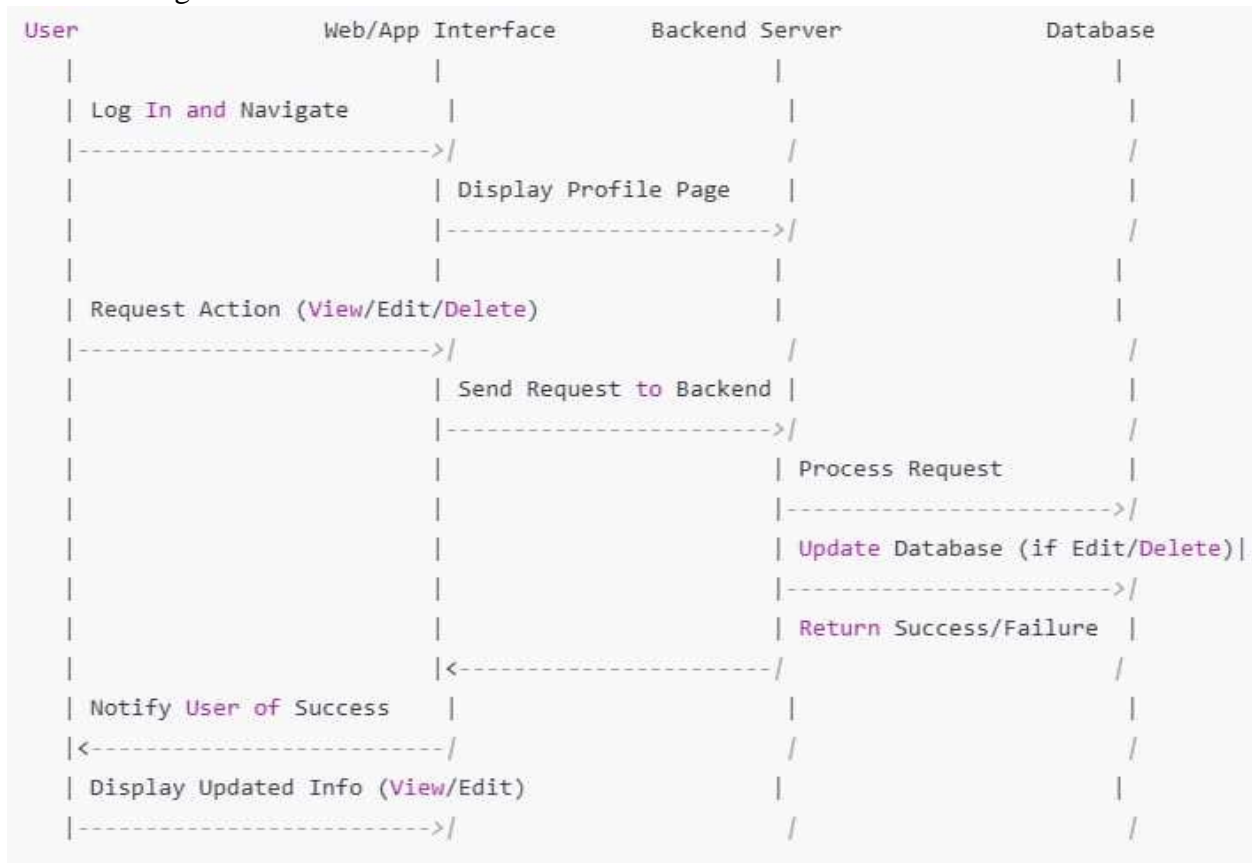 User Web/App Interface Backend Server Database
| | | |
| Log In and Navigate | | |
|-------------------------->/ / /
| | Display Profile Page | |
| |------------------------>/ /
| | | |
| Request Action (View/Edit/Delete) | |
|-------------------------->/ / /
| | Send Request to Backend | |
| |------------------------>/ /
| | | Process Request |
| | |------------------------>/
| | | Update Database (if Edit/Delete)|
| | |------------------------>/
| | | Return Success/Failure |
| |<-----------------------/ /
| Notify User of Success | | |
|<--------------------------/ / /
| Display Updated Info (View/Edit) | |
|-------------------------->/ / /